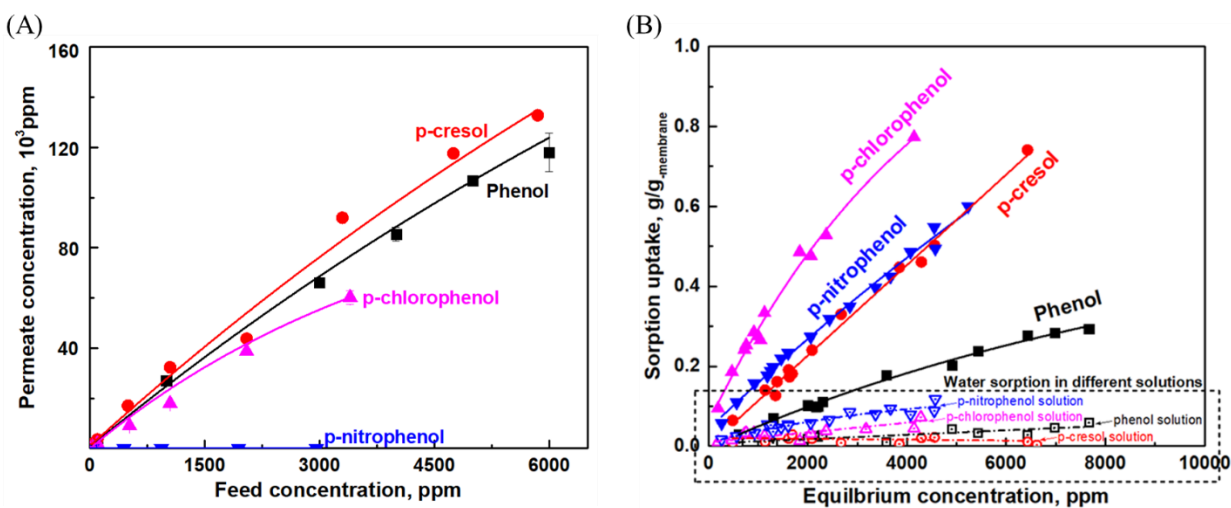 (A)
160
120
80
40
0
1500
3000
4500
6000
Permeate concentration, 10³ppm
Feed concentration, ppm
p-cresol
Phenol
p-chlorophenol
p-nitrophenol
(B)
1.0
0.8
0.6
0.4
0.2
0.0
0
2000
4000
6000
8000
10000
Sorption uptake, g/g-membrane
Equilbrium concentration, ppm
p-chlorophenol
p-nitrophenol
p-cresol
Phenol
Water sorption in different solutions
p-nitrophenol solution
p-chlorophenol solution
phenol solution
p-cresol solution